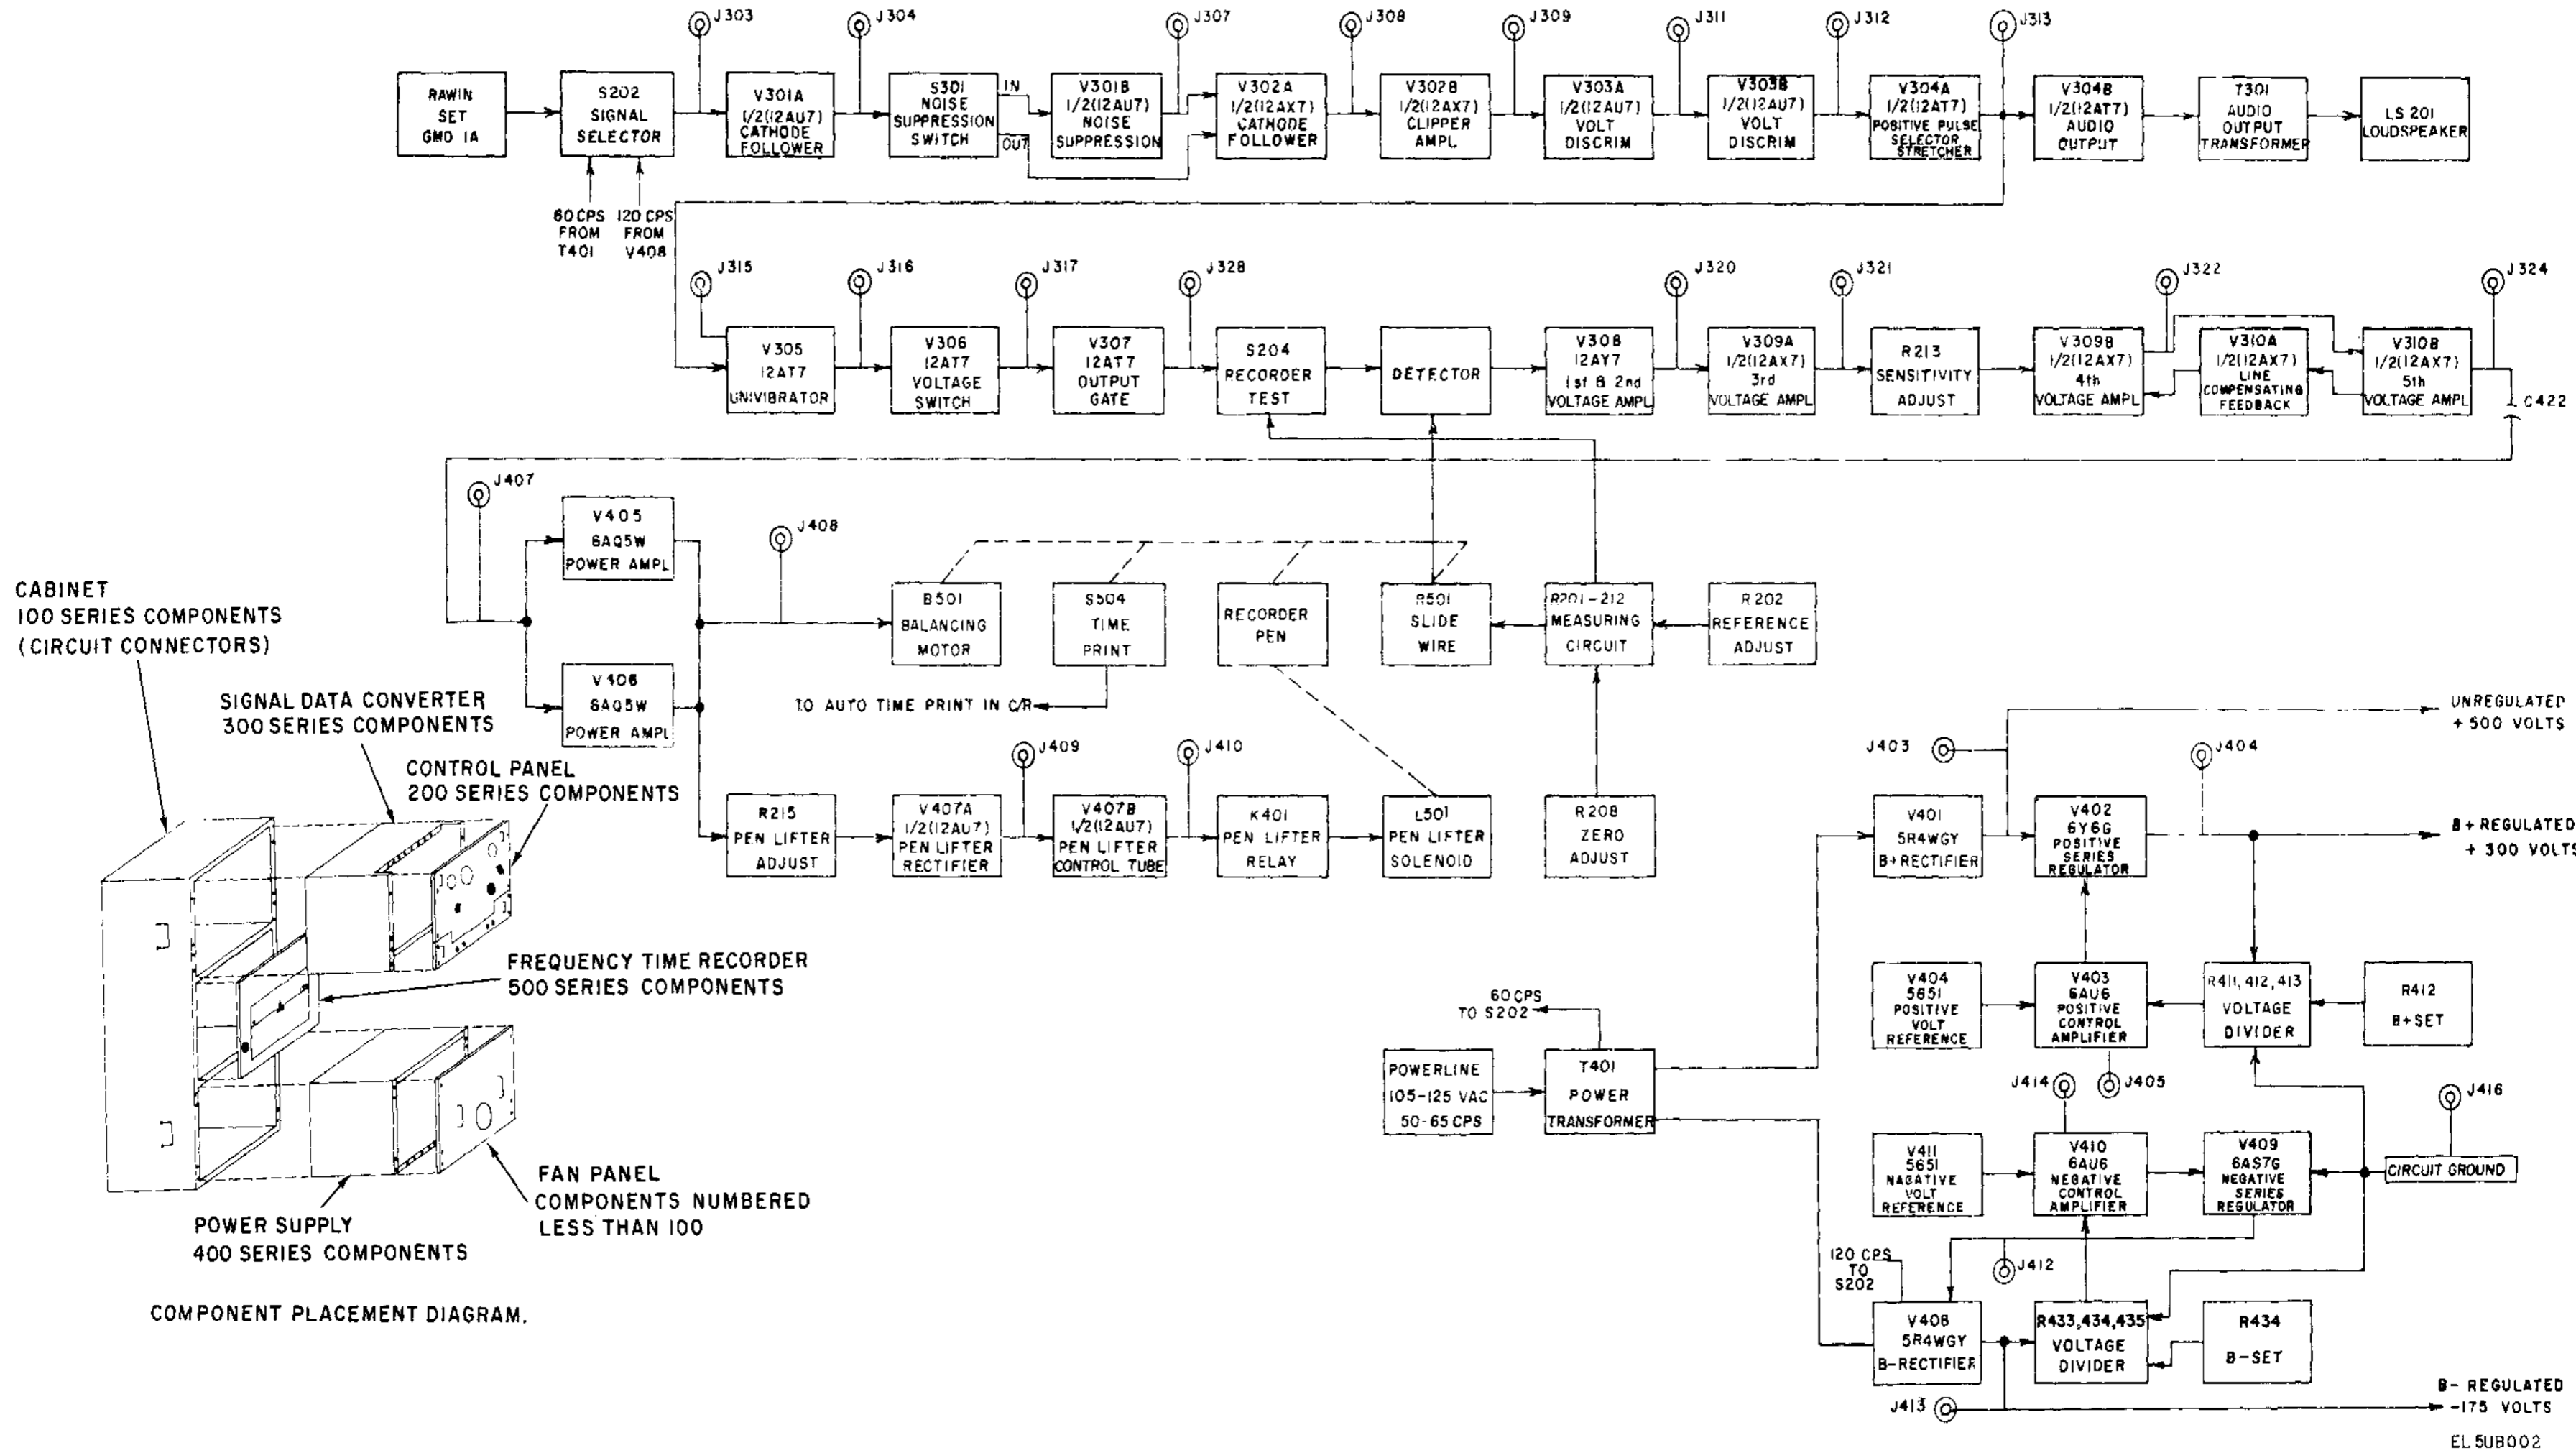 J303
J304
J307
J308
J309
J311
J312
J313
RAWIN
SET
GMD 1A
S202
SIGNAL
SELECTOR
V301A
1/2(12AU7)
CATHODE
FOLLOWER
S301
NOISE
SUPPRESSION
SWITCH
IN
OUT
V301B
1/2(12AU7)
NOISE
SUPPRESSION
V302A
1/2(12AX7)
CATHODE
FOLLOWER
V302B
1/2(12AX7)
CLIPPER
AMPL
V303A
1/2(12AU7)
VOLT
DISCRIM
V303B
1/2(12AU7)
VOLT
DISCRIM
V304A
1/2(12AT7)
POSITIVE PULSE
SELECTOR
STRETCHER
V304B
1/2(12AT7)
AUDIO
OUTPUT
T301
AUDIO
OUTPUT
TRANSFORMER
LS 201
LOUDSPEAKER
60 CPS
FROM
T401
120 CPS
FROM
V408
J315
J316
J317
J328
J320
J321
J322
J324
V305
12AT7
UNIVIBRATOR
V306
12AT7
VOLTAGE
SWITCH
V307
12AT7
OUTPUT
GATE
S204
RECORDER
TEST
DETECTOR
V308
12AY7
1st & 2nd
VOLTAGE AMPL
V309A
1/2(12AX7)
3rd
VOLTAGE AMPL
R213
SENSITIVITY
ADJUST
V309B
1/2(12AX7)
4th
VOLTAGE AMPL
V310A
1/2(12AX7)
LINE
COMPENSATING
FEEDBACK
V310B
1/2(12AX7)
5th
VOLTAGE AMPL
C422
J407
V405
6AQ5W
POWER AMPL
J408
V406
6AQ5W
POWER AMPL
B501
BALANCING
MOTOR
S504
TIME
PRINT
RECORDER
PEN
R501
SLIDE
WIRE
R201-212
MEASURING
CIRCUIT
R202
REFERENCE
ADJUST
TO AUTO TIME PRINT IN C/R
J409
J410
R215
PEN LIFTER
ADJUST
V407A
1/2(12AU7)
PEN LIFTER
RECTIFIER
V407B
1/2(12AU7)
PEN LIFTER
CONTROL TUBE
K401
PEN LIFTER
RELAY
L501
PEN LIFTER
SOLENOID
R208
ZERO
ADJUST
CABINET
100 SERIES COMPONENTS
(CIRCUIT CONNECTORS)
SIGNAL DATA CONVERTER
300 SERIES COMPONENTS
CONTROL PANEL
200 SERIES COMPONENTS
FREQUENCY TIME RECORDER
500 SERIES COMPONENTS
FAN PANEL
COMPONENTS NUMBERED
LESS THAN 100
POWER SUPPLY
400 SERIES COMPONENTS
COMPONENT PLACEMENT DIAGRAM.
UNREGULATED
+ 500 VOLTS
J403
J404
V401
5R4WGY
B+RECTIFIER
V402
6Y6G
POSITIVE
SERIES
REGULATOR
B+ REGULATED
+ 300 VOLTS
V404
5651
POSITIVE
VOLT
REFERENCE
V403
6AU6
POSITIVE
CONTROL
AMPLIFIER
R411,412,413
VOLTAGE
DIVIDER
R412
B+SET
60 CPS
TO S202
POWERLINE
105-125 VAC
50-65 CPS
T401
POWER
TRANSFORMER
J414
J405
J416
V411
5651
NAGATIVE
VOLT
REFERENCE
V410
6AU6
NEGATIVE
CONTROL
AMPLIFIER
V409
6AS7G
NEGATIVE
SERIES
REGULATOR
CIRCUIT GROUND
120 CPS
TO
S202
J412
V408
5R4WGY
B-RECTIFIER
R433,434,435
VOLTAGE
DIVIDER
R434
B-SET
J413
B- REGULATED
-175 VOLTS
EL5UB002